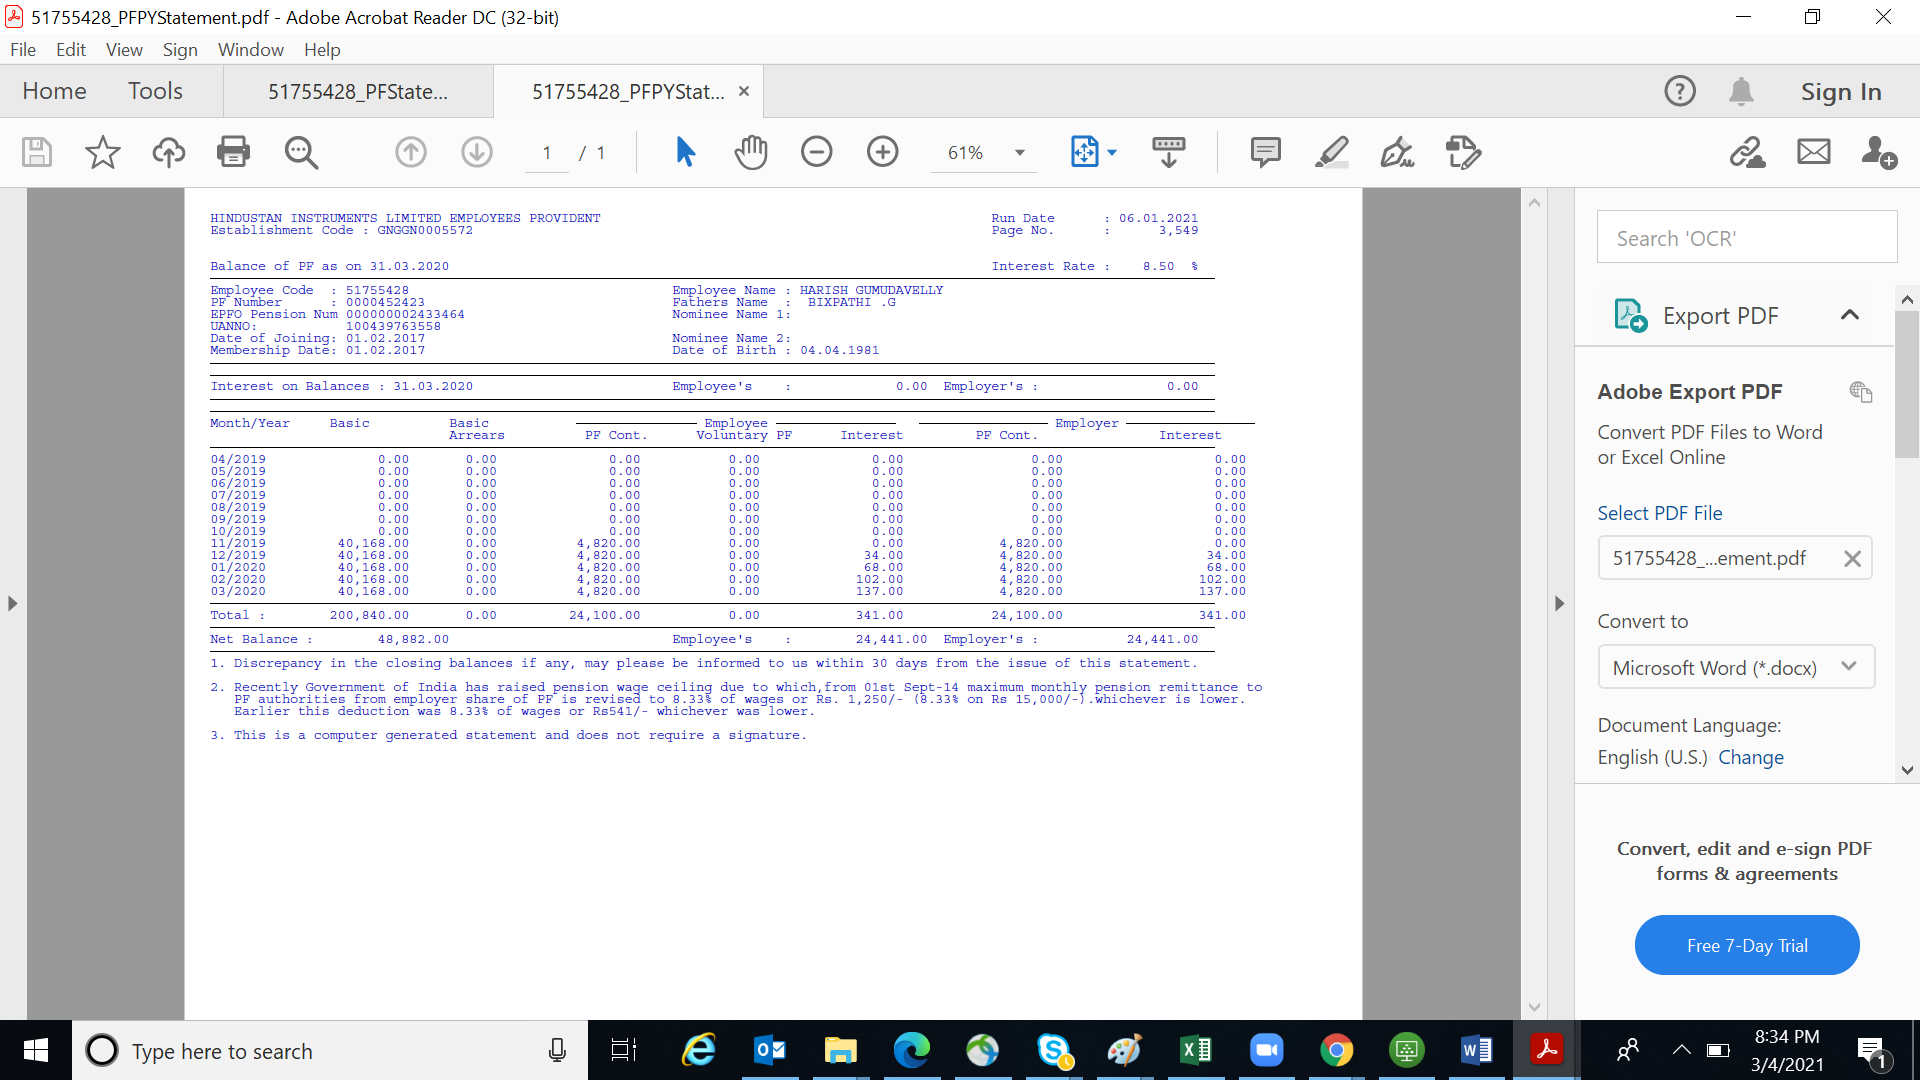 51755428_PFPYStatement.pdf - Adobe Acrobat Reader DC (32-bit)
File Edit View Sign Window Help
Home Tools 51755428_PFState... 51755428_PFPYStat... × Sign In
1 / 1 61%
HINDUSTAN INSTRUMENTS LIMITED EMPLOYEES PROVIDENT Run Date : 06.01.2021
Establishment Code : GNGGN0005572 Page No. : 3,549
Balance of PF as on 31.03.2020 Interest Rate : 8.50 %
Employee Code : 51755428 Employee Name : HARISH GUMUDAVELLY
PF Number : 0000452423 Fathers Name : BIXPATHI .G
EPFO Pension Num 000000002433464 Nominee Name 1:
UANNO: 100439763558
Date of Joining: 01.02.2017 Nominee Name 2:
Membership Date: 01.02.2017 Date of Birth : 04.04.1981
Interest on Balances : 31.03.2020 Employee's : 0.00 Employer's : 0.00
Month/Year Basic Basic Employee Employer
Arrears PF Cont. Voluntary PF Interest PF Cont. Interest
04/2019 0.00 0.00 0.00 0.00 0.00 0.00 0.00
05/2019 0.00 0.00 0.00 0.00 0.00 0.00 0.00
06/2019 0.00 0.00 0.00 0.00 0.00 0.00 0.00
07/2019 0.00 0.00 0.00 0.00 0.00 0.00 0.00
08/2019 0.00 0.00 0.00 0.00 0.00 0.00 0.00
09/2019 0.00 0.00 0.00 0.00 0.00 0.00 0.00
10/2019 0.00 0.00 0.00 0.00 0.00 0.00 0.00
11/2019 40,168.00 0.00 4,820.00 0.00 0.00 4,820.00 0.00
12/2019 40,168.00 0.00 4,820.00 0.00 34.00 4,820.00 34.00
01/2020 40,168.00 0.00 4,820.00 0.00 68.00 4,820.00 68.00
02/2020 40,168.00 0.00 4,820.00 0.00 102.00 4,820.00 102.00
03/2020 40,168.00 0.00 4,820.00 0.00 137.00 4,820.00 137.00
Total : 200,840.00 0.00 24,100.00 0.00 341.00 24,100.00 341.00
Net Balance : 48,882.00 Employee's : 24,441.00 Employer's : 24,441.00
1. Discrepancy in the closing balances if any, may please be informed to us within 30 days from the issue of this statement.
2. Recently Government of India has raised pension wage ceiling due to which,from 01st Sept-14 maximum monthly pension remittance to
PF authorities from employer share of PF is revised to 8.33% of wages or Rs. 1,250/- (8.33% on Rs 15,000/-).whichever is lower.
Earlier this deduction was 8.33% of wages or Rs541/- whichever was lower.
3. This is a computer generated statement and does not require a signature.
Search 'OCR'
Export PDF
Adobe Export PDF
Convert PDF Files to Word
or Excel Online
Select PDF File
51755428_...ement.pdf
Convert to
Microsoft Word (*.docx)
Document Language:
English (U.S.) Change
Convert, edit and e-sign PDF
forms & agreements
Free 7-Day Trial
Type here to search
8:34 PM
3/4/2021
1